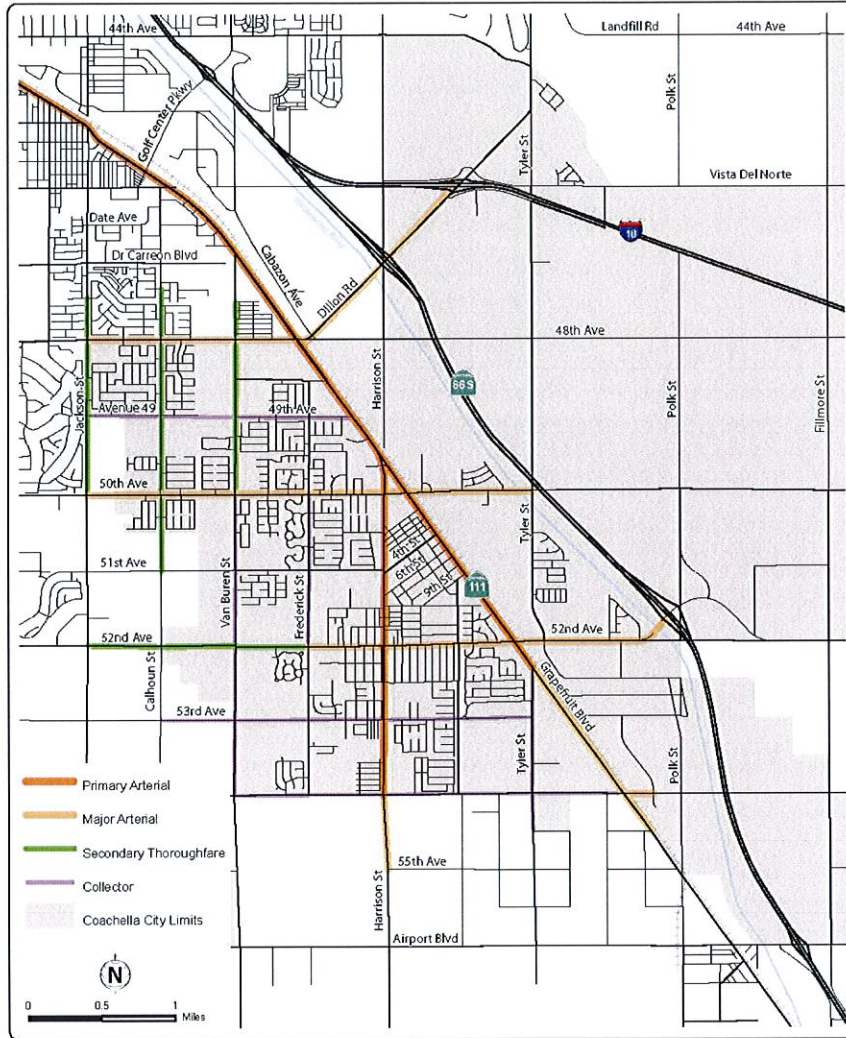 44th Ave
Landfill Rd
44th Ave
Golf Center Pkwy
Polk St
Tyler St
Vista Del Norte
Date Ave
10
Dr Carreon Blvd
Cabazon Ave
Dillon Rd
48th Ave
Harrison St
86S
Jackson St
Avenue 49
49th Ave
Polk St
Fillmore St
50th Ave
Tyler St
4th St
6th St
9th St
51st Ave
111
Van Buren St
Frederick St
52nd Ave
52nd Ave
Calhoun St
Grapefruit Blvd
53rd Ave
Tyler St
Polk St
Primary Arterial
Major Arterial
Secondary Thoroughfare
Collector
Coachella City Limits
55th Ave
Harrison St
Airport Blvd
N
0 0.5 1
Miles